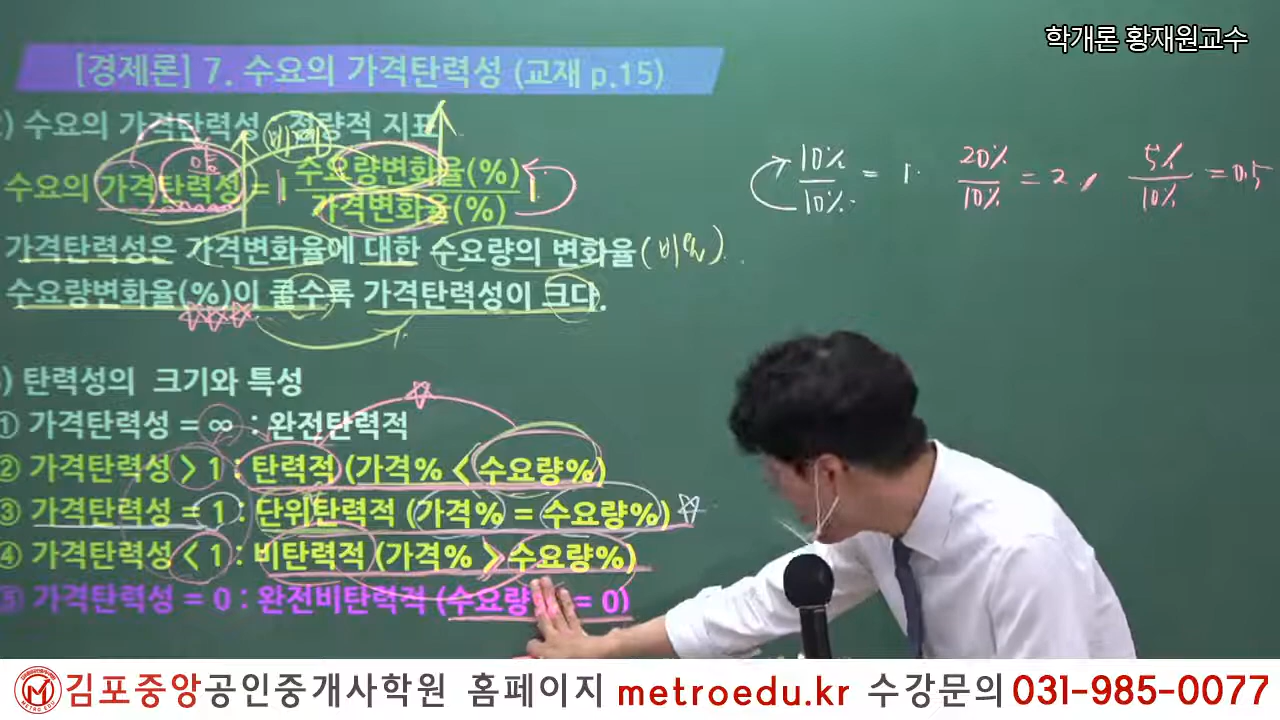 학개론 황재원교수
[경제론] 7. 수요의 가격탄력성 (교재 p.15)
) 수요의 가격탄력성 정량적 지표
비례
수요의 가격탄력성 = 수요량변화율(%)
가격변화율(%)
1
10%
10%
= 1.
20%
10%
= 2,
5%
10%
= 0.5
가격탄력성은 가격변화율에 대한 수요량의 변화율(비율).
수요량변화율(%)이 클수록 가격탄력성이 크다.
) 탄력성의 크기와 특성
① 가격탄력성 = ∞ : 완전탄력적
② 가격탄력성 > 1 : 탄력적 (가격% < 수요량%)
③ 가격탄력성 = 1 : 단위탄력적 (가격% = 수요량%)
④ 가격탄력성 < 1 : 비탄력적 (가격% > 수요량%)
⑤ 가격탄력성 = 0 : 완전비탄력적 (수요량% = 0)
김포중앙공인중개사학원 홈페이지 metroedu.kr 수강문의 031-985-0077
M
METRO EDU